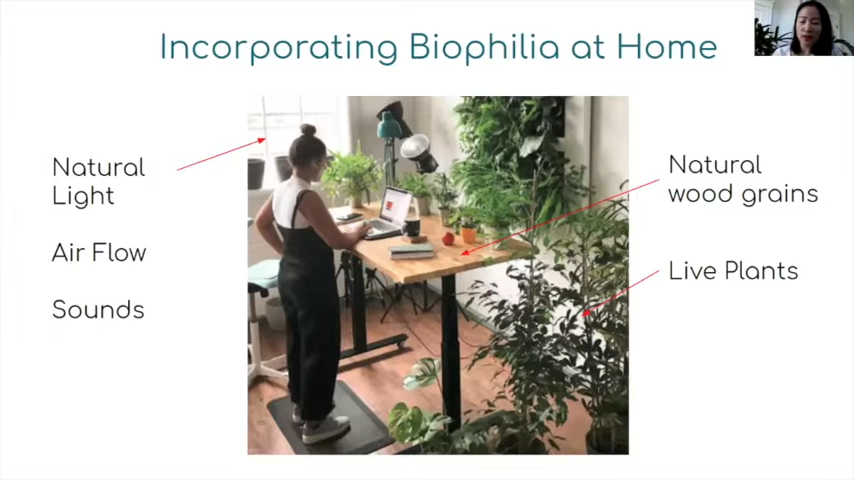 Incorporating Biophilia at Home
Natural
Light
Air Flow
Sounds
Natural
wood grains
Live Plants